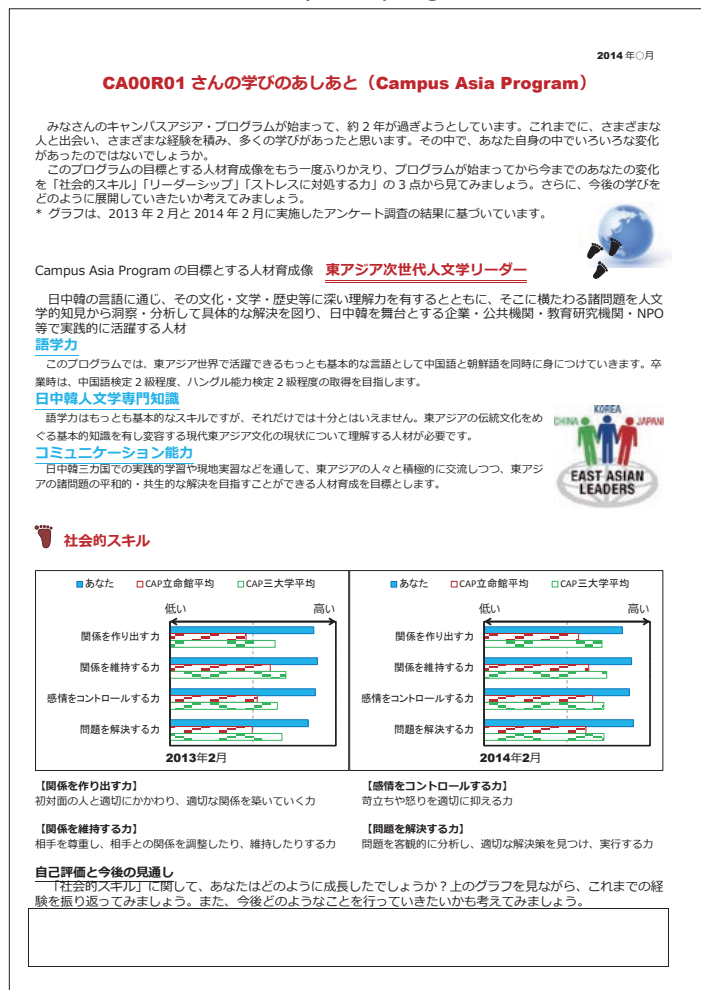 2014年○月
CA00R01 さんの学びのあしあと（Campus Asia Program）
みなさんのキャンパスアジア・プログラムが始まって、約2年が過ぎようとしています。これまでに、さまざまな
人と出会い、さまざまな経験を積み、多くの学びがあったと思います。その中で、あなた自身の中でいろいろな変化
があったのではないでしょうか。
このプログラムの目標とする人材育成像をもう一度ふりかえり、プログラムが始まってから今までのあなたの変化
を「社会的スキル」「リーダーシップ」「ストレスに対処する力」の3点から見てみましょう。さらに、今後の学びを
どのように展開していきたいか考えてみましょう。
* グラフは、2013年2月と2014年2月に実施したアンケート調査の結果に基づいています。
Campus Asia Program の目標とする人材育成像 東アジア次世代人文学リーダー
日中韓の言語に通じ、その文化・文学・歴史等に深い理解力を有するとともに、そこに横たわる諸問題を人文
学的知見から洞察・分析して具体的な解決を図り、日中韓を舞台とする企業・公共機関・教育研究機関・NPO
等で実践的に活躍する人材
語学力
このプログラムでは、東アジア世界で活躍できるもっとも基本的な言語として中国語と朝鮮語を同時に身につけていきます。卒
業時は、中国語検定2級程度、ハングル能力検定2級程度の取得を目指します。
日中韓人文学専門知識
語学力はもっとも基本的なスキルですが、それだけでは十分とはいえません。東アジアの伝統文化をめ
ぐる基本的知識を有し変容する現代東アジア文化の現状について理解する人材が必要です。
コミュニケーション能力
日中韓三カ国での実践的学習や現地実習などを通して、東アジアの人々と積極的に交流しつつ、東アジ
アの諸問題の平和的・共生的な解決を目指すことができる人材育成を目標とします。
KOREA
CHINA JAPAN
EAST ASIAN
LEADERS
社会的スキル
あなた CAP立命館平均 CAP三大学平均
低い 高い
関係を作り出す力
関係を維持する力
感情をコントロールする力
問題を解決する力
2013年2月
あなた CAP立命館平均 CAP三大学平均
低い 高い
関係を作り出す力
関係を維持する力
感情をコントロールする力
問題を解決する力
2014年2月
【関係を作り出す力】
初対面の人と適切にかかわり、適切な関係を築いていく力
【感情をコントロールする力】
苛立ちや怒りを適切に抑える力
【関係を維持する力】
相手を尊重し、相手との関係を調整したり、維持したりする力
【問題を解決する力】
問題を客観的に分析し、適切な解決策を見つけ、実行する力
自己評価と今後の見通し
「社会的スキル」に関して、あなたはどのように成長したでしょうか？上のグラフを見ながら、これまでの経
験を振り返ってみましょう。また、今後どのようなことを行っていきたいかも考えてみましょう。